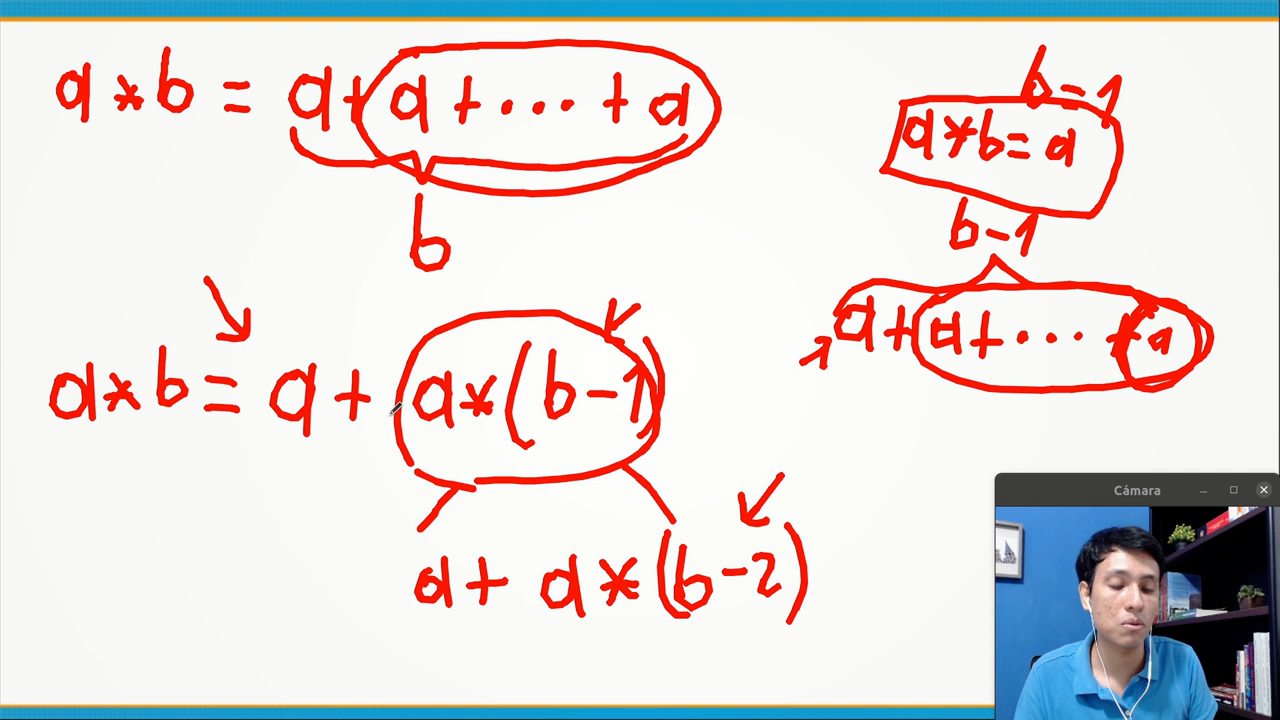 a * b = a + a + ... + a
b
a * b = a + a * (b - 1)
a + a * (b - 2)
b = 1
a * b = a
b - 1
a + a + ... + a
Cámara